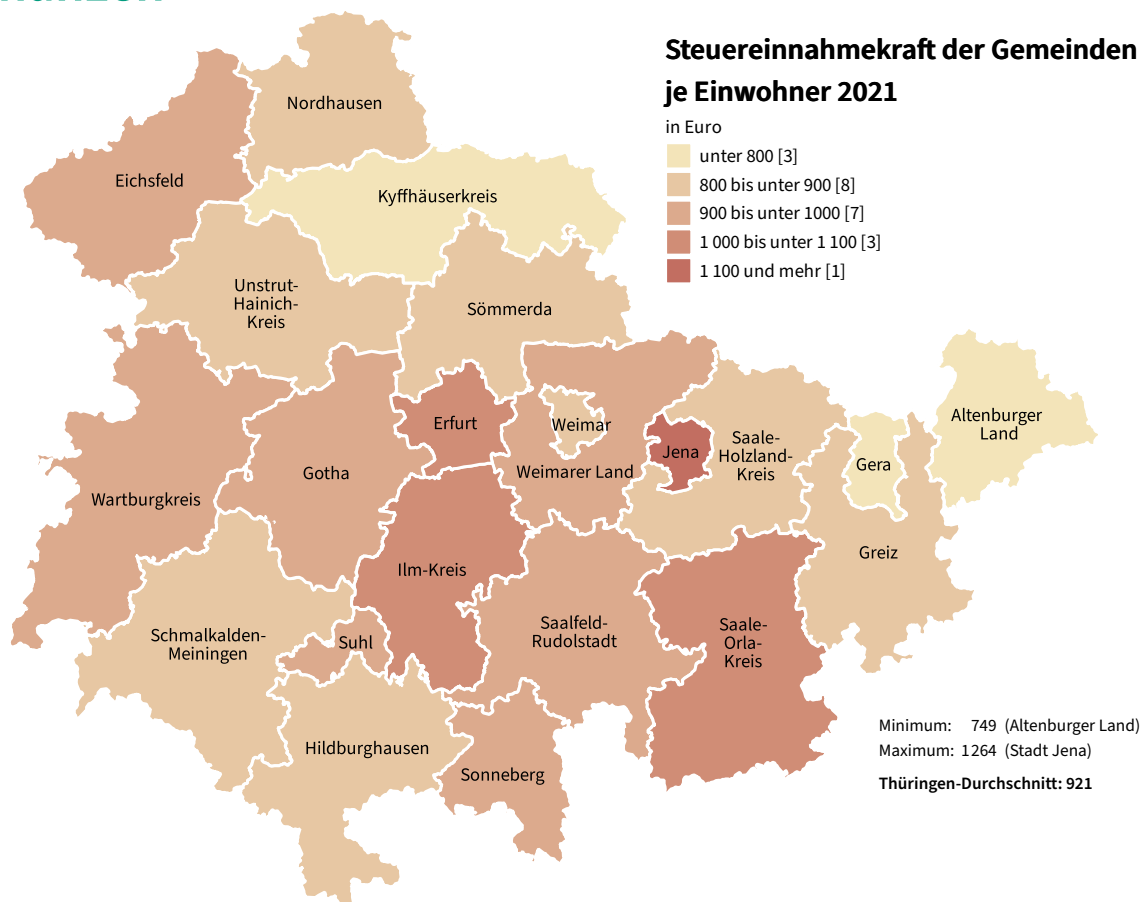 Steuereinnahmekraft der Gemeinden
je Einwohner 2021
in Euro
unter 800 [3]
800 bis unter 900 [8]
900 bis unter 1000 [7]
1 000 bis unter 1 100 [3]
1 100 und mehr [1]
Nordhausen
Eichsfeld
Kyffhäuserkreis
Unstrut-
Hainich-
Kreis
Sömmerda
Erfurt
Weimar
Jena
Saale-
Holzland-
Kreis
Gera
Altenburger
Land
Gotha
Weimarer Land
Wartburgkreis
Greiz
Ilm-Kreis
Schmalkalden-
Meiningen
Suhl
Saalfeld-
Rudolstadt
Saale-
Orla-
Kreis
Hildburghausen
Sonneberg
Minimum: 749 (Altenburger Land)
Maximum: 1264 (Stadt Jena)
Thüringen-Durchschnitt: 921